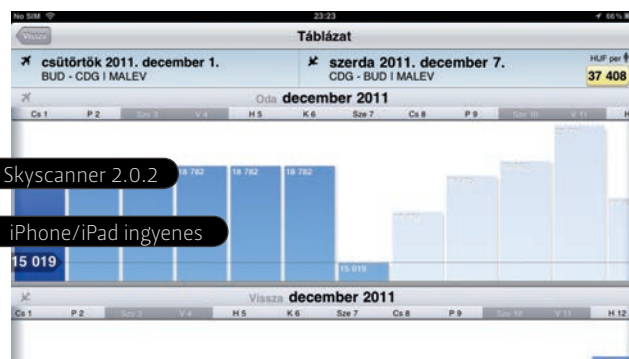 No SIM 23:23 66%
Vissza Táblázat
csütörtök 2011. december 1. szerda 2011. december 7. HUF per
BUD - CDG I MALEV CDG - BUD I MALEV 37 408
Oda december 2011
Cs 1 P 2 Sze 3 V 4 H 5 K 6 Sze 7 Cs 8 P 9 Szo 10 V 11 H
18 782 18 782 18 782
Skyscanner 2.0.2
iPhone/iPad ingyenes
15 019 15 019
Vissza december 2011
Cs 1 P 2 Sze 3 V 4 H 5 K 6 Sze 7 Cs 8 P 9 Szo 10 V 11 H 12